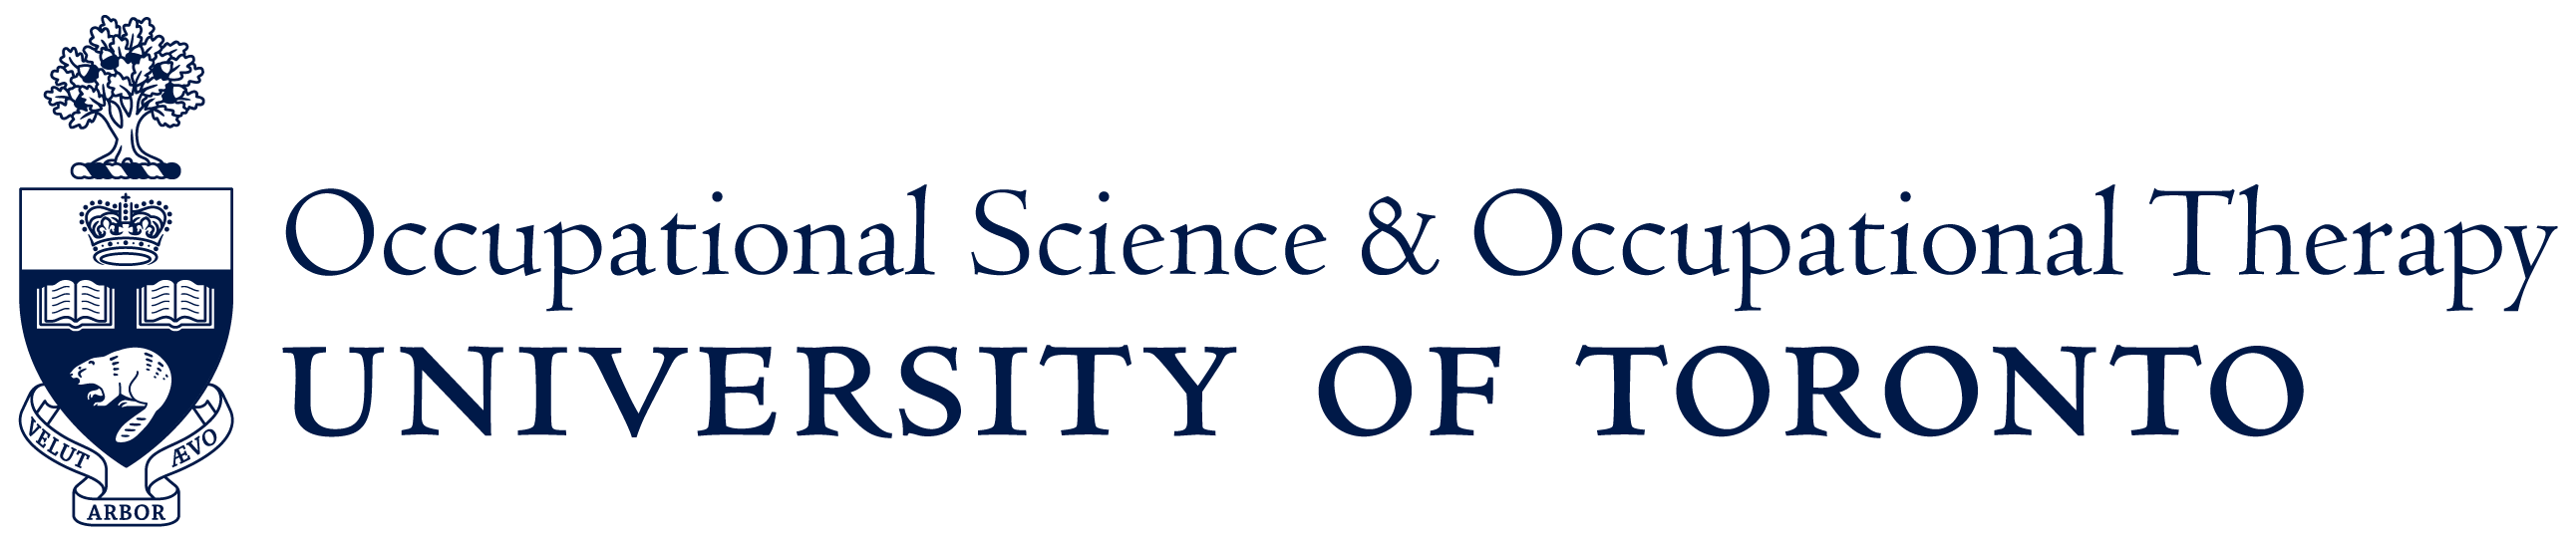 Occupational Science & Occupational Therapy
UNIVERSITY OF TORONTO
VELUT
ARBOR
ÆVO